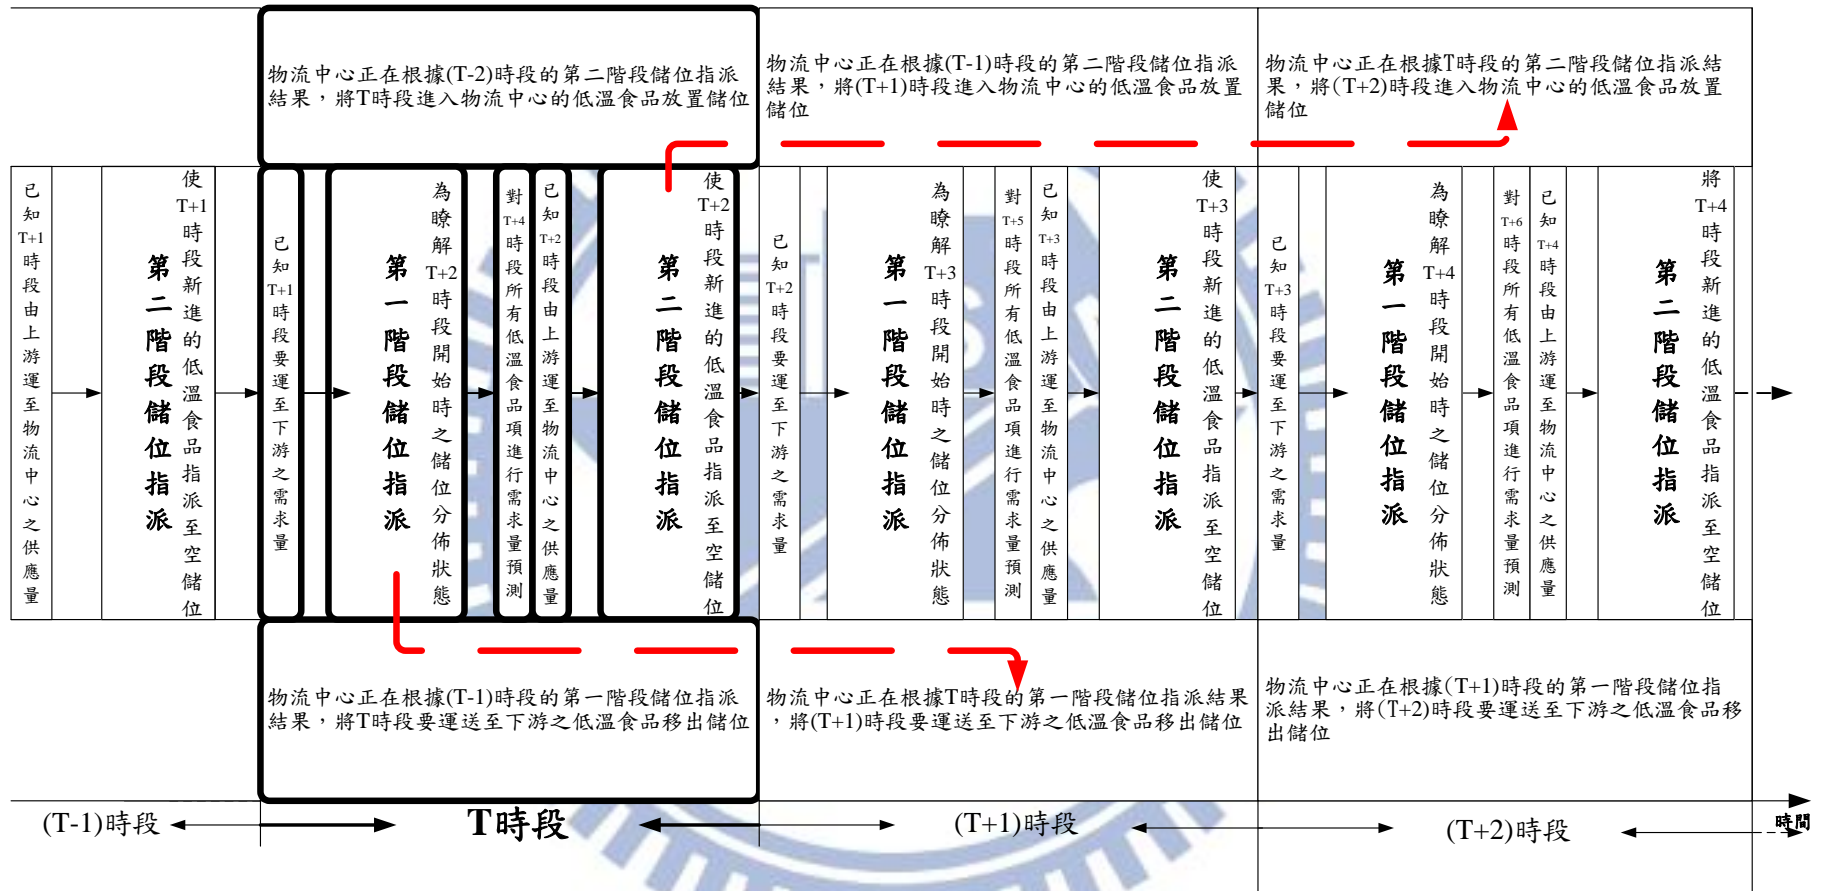 物流中心正在根據(T-2)時段的第二階段儲位指派
結果，將T時段進入物流中心的低溫食品放置儲位
物流中心正在根據(T-1)時段的第二階段儲位指派
結果，將(T+1)時段進入物流中心的低溫食品放置
儲位
物流中心正在根據T時段的第二階段儲位指派結
果，將(T+2)時段進入物流中心的低溫食品放置
儲位
已知T+1時段由上游運至物流中心之供應量
第二階段儲位指派
使T+1時段新進的低溫食品指派至空儲位
已知T+1時段要運至下游之需求量
第一階段儲位指派
為瞭解T+2時段開始時之儲位分佈狀態
對T+4時段所有低溫食品項進行需求量預測
已知T+2時段由上游運至物流中心之供應量
第二階段儲位指派
使T+2時段新進的低溫食品指派至空儲位
已知T+2時段要運至下游之需求量
第一階段儲位指派
為瞭解T+3時段開始時之儲位分佈狀態
對T+5時段所有低溫食品項進行需求量預測
已知T+3時段由上游運至物流中心之供應量
第二階段儲位指派
使T+3時段新進的低溫食品指派至空儲位
已知T+3時段要運至下游之需求量
第一階段儲位指派
為瞭解T+4時段開始時之儲位分佈狀態
對T+6時段所有低溫食品項進行需求量預測
已知T+4時段由上游運至物流中心之供應量
第二階段儲位指派
將T+4時段新進的低溫食品指派至空儲位
物流中心正在根據(T-1)時段的第一階段儲位指派
結果，將T時段要運送至下游之低溫食品移出儲位
物流中心正在根據T時段的第一階段儲位指派結果
，將(T+1)時段要運送至下游之低溫食品移出儲位
物流中心正在根據(T+1)時段的第一階段儲位指
派結果，將(T+2)時段要運送至下游之低溫食品移
出儲位
(T-1)時段
T時段
(T+1)時段
(T+2)時段
時間